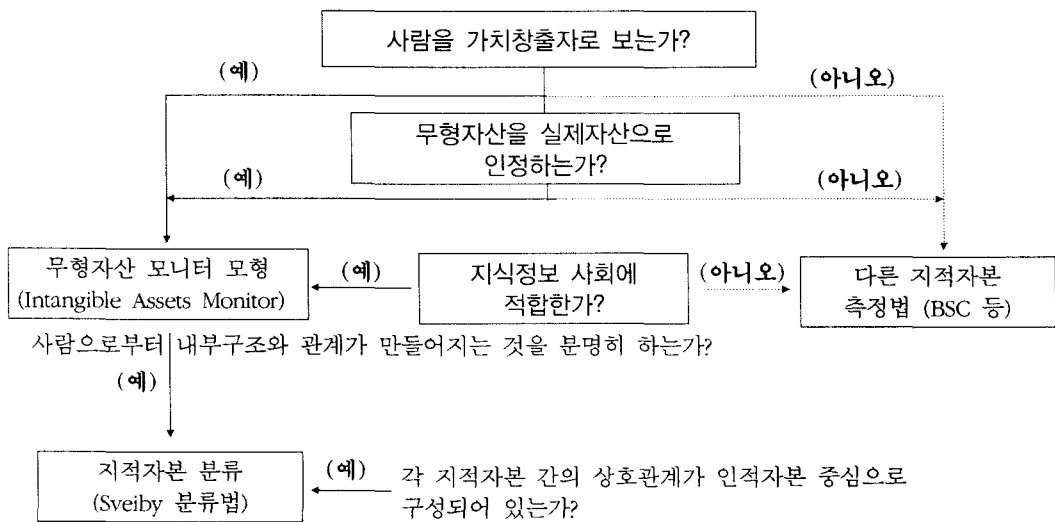 사람을 가치창출자로 보는가?
(예)
(아니오)
무형자산을 실제자산으로
인정하는가?
(예)
(아니오)
무형자산 모니터 모형
(Intangible Assets Monitor)
(예)
지식정보 사회에
적합한가?
(아니오)
다른 지적자본
측정법 (BSC 등)
사람으로부터 내부구조와 관계가 만들어지는 것을 분명히 하는가?
(예)
지적자본 분류
(Sveiby 분류법)
(예)
각 지적자본 간의 상호관계가 인적자본 중심으로
구성되어 있는가?